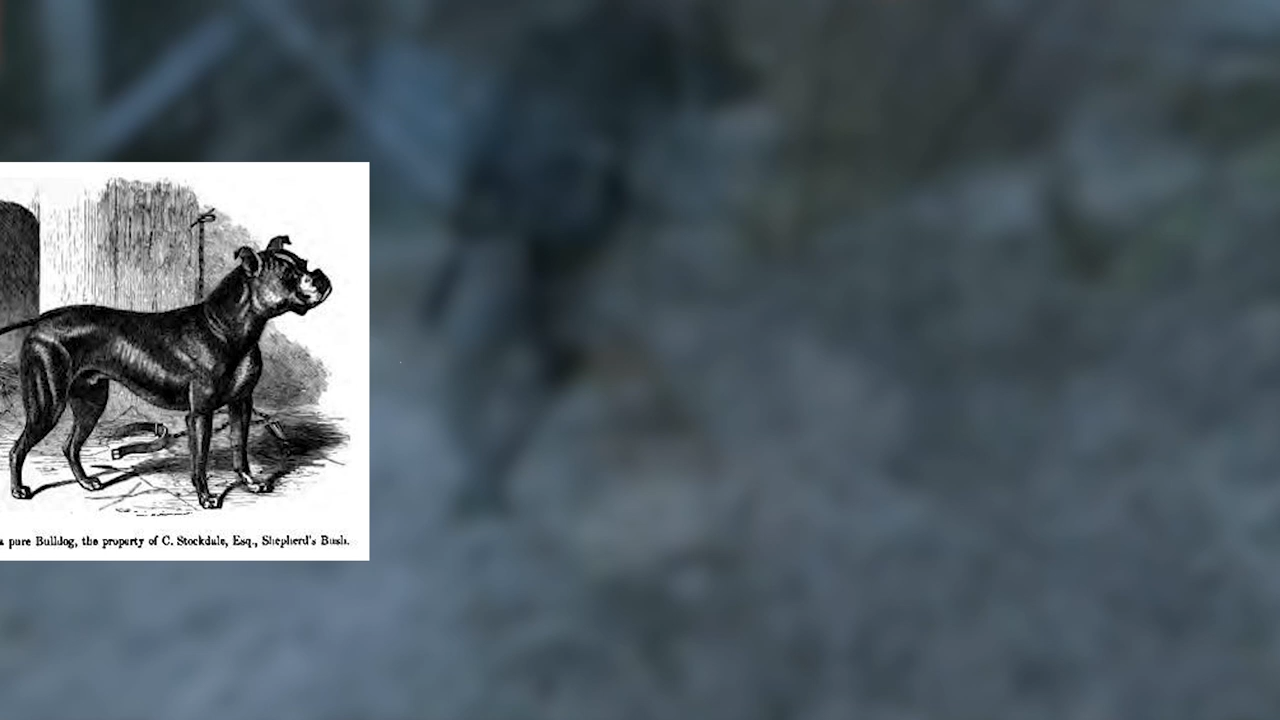 a pure Bulldog, the property of C. Stockdale, Esq., Shepherd's Bush.